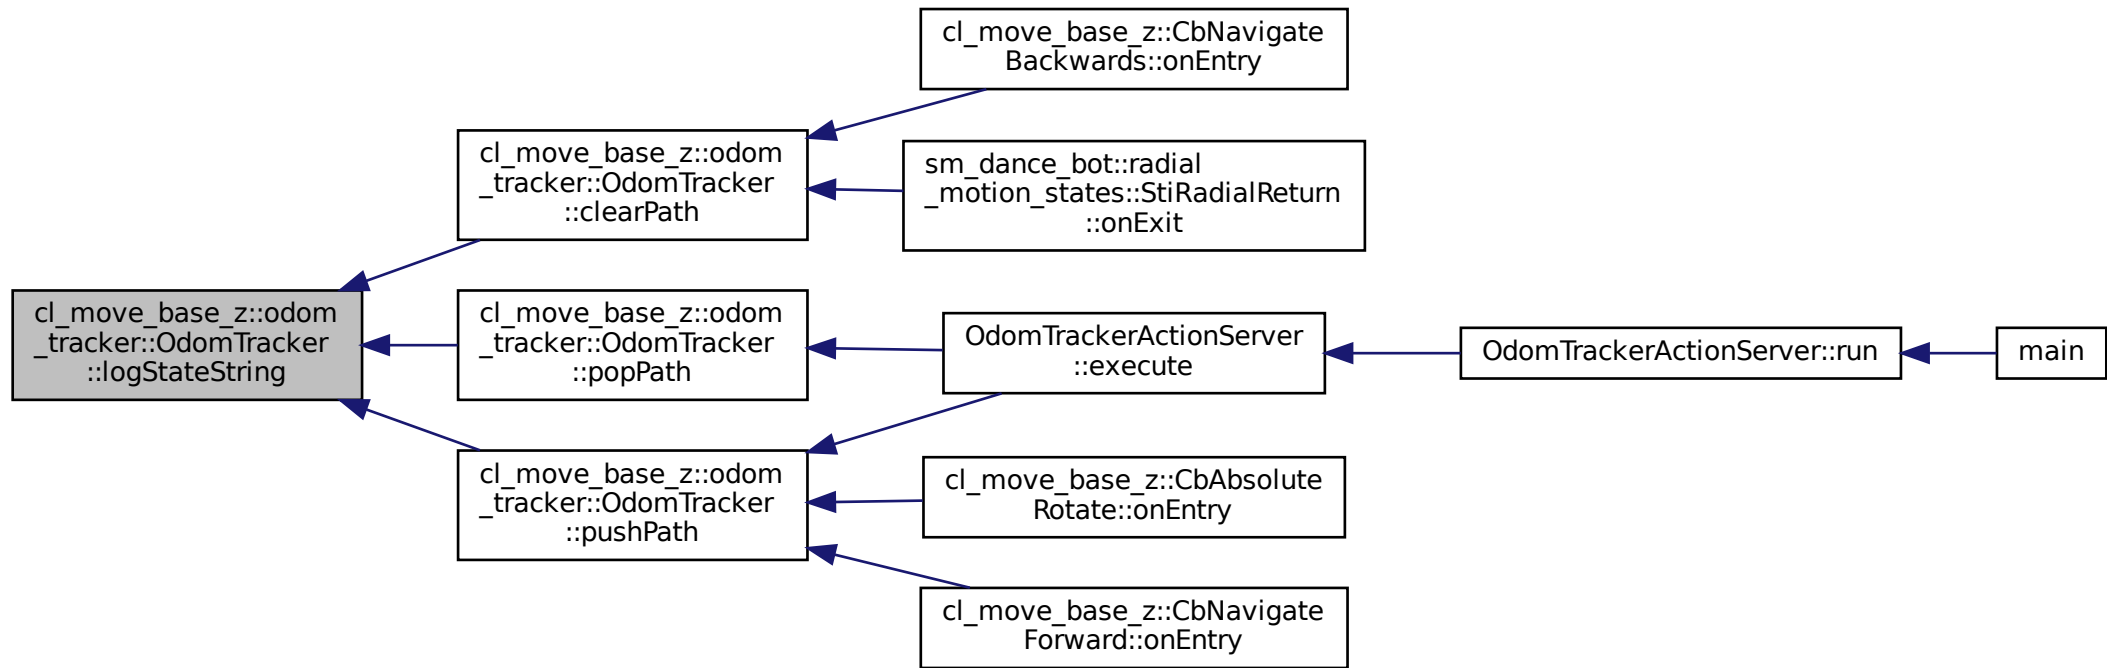 cl_move_base_z::odom
_tracker::OdomTracker
::logStateString
cl_move_base_z::odom
_tracker::OdomTracker
::clearPath
cl_move_base_z::CbNavigate
Backwards::onEntry
sm_dance_bot::radial
_motion_states::StiRadialReturn
::onExit
cl_move_base_z::odom
_tracker::OdomTracker
::popPath
OdomTrackerActionServer
::execute
OdomTrackerActionServer::run
main
cl_move_base_z::odom
_tracker::OdomTracker
::pushPath
cl_move_base_z::CbAbsolute
Rotate::onEntry
cl_move_base_z::CbNavigate
Forward::onEntry